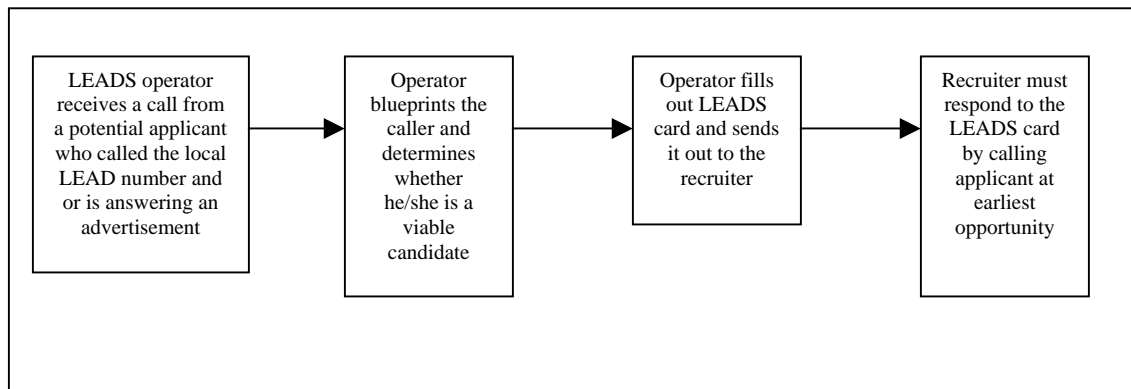 LEADS operator
receives a call from
a potential applicant
who called the local
LEAD number and
or is answering an
advertisement
Operator
blueprints the
caller and
determines
whether
he/she is a
viable
candidate
Operator fills
out LEADS
card and sends
it out to the
recruiter
Recruiter must
respond to the
LEADS card
by calling
applicant at
earliest
opportunity